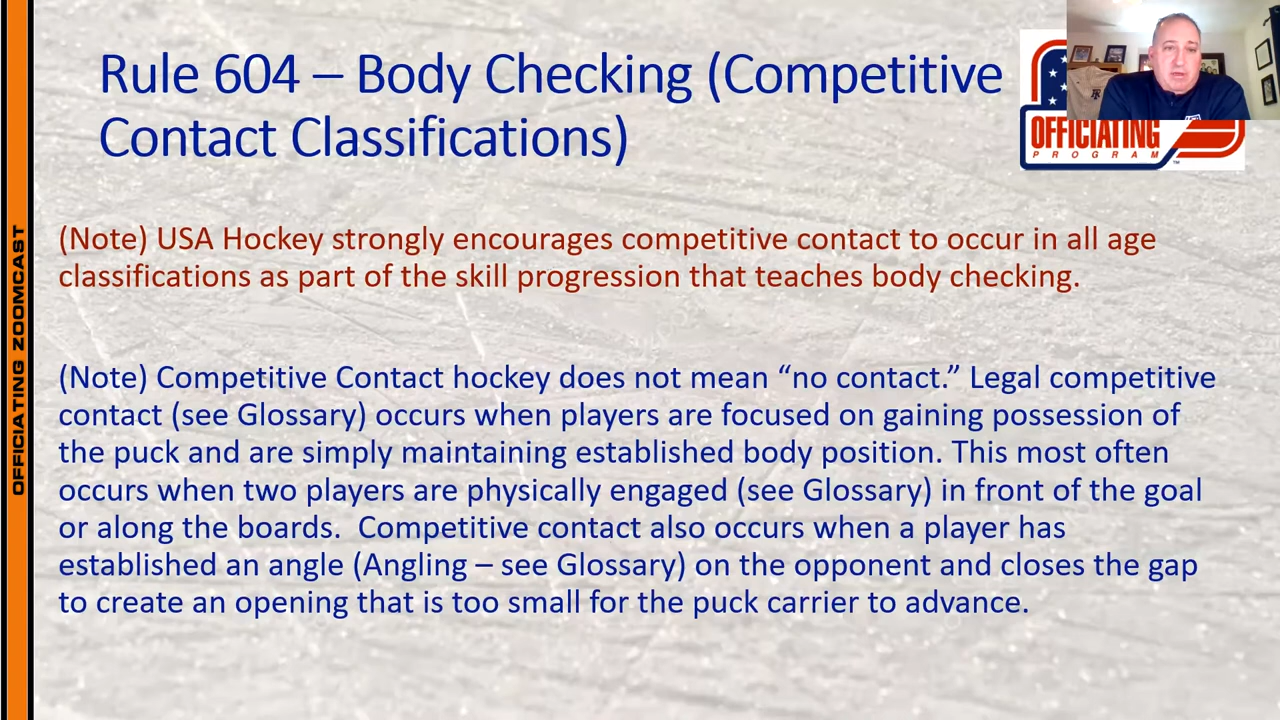 Rule 604 – Body Checking (Competitive
Contact Classifications)
OFFICIATING
PROGRAM
TM
(Note) USA Hockey strongly encourages competitive contact to occur in all age
classifications as part of the skill progression that teaches body checking.
(Note) Competitive Contact hockey does not mean “no contact.” Legal competitive
contact (see Glossary) occurs when players are focused on gaining possession of
the puck and are simply maintaining established body position. This most often
occurs when two players are physically engaged (see Glossary) in front of the goal
or along the boards.  Competitive contact also occurs when a player has
established an angle (Angling – see Glossary) on the opponent and closes the gap
to create an opening that is too small for the puck carrier to advance.
OFFICIATING ZOOMCAST